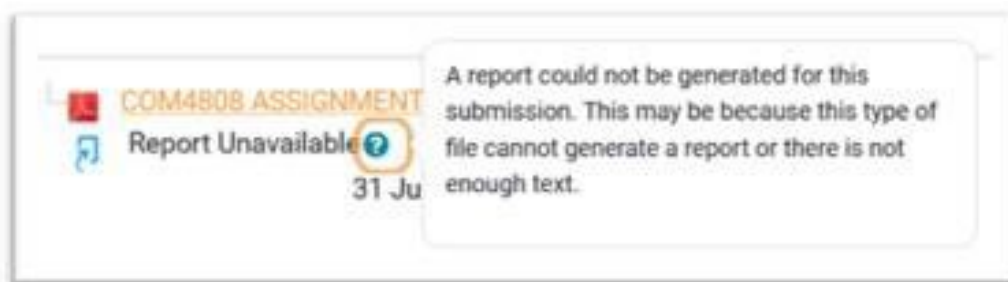 COM4808 ASSIGNMENT
Report Unavailable ?
31 Ju
A report could not be generated for this
submission. This may be because this type of
file cannot generate a report or there is not
enough text.